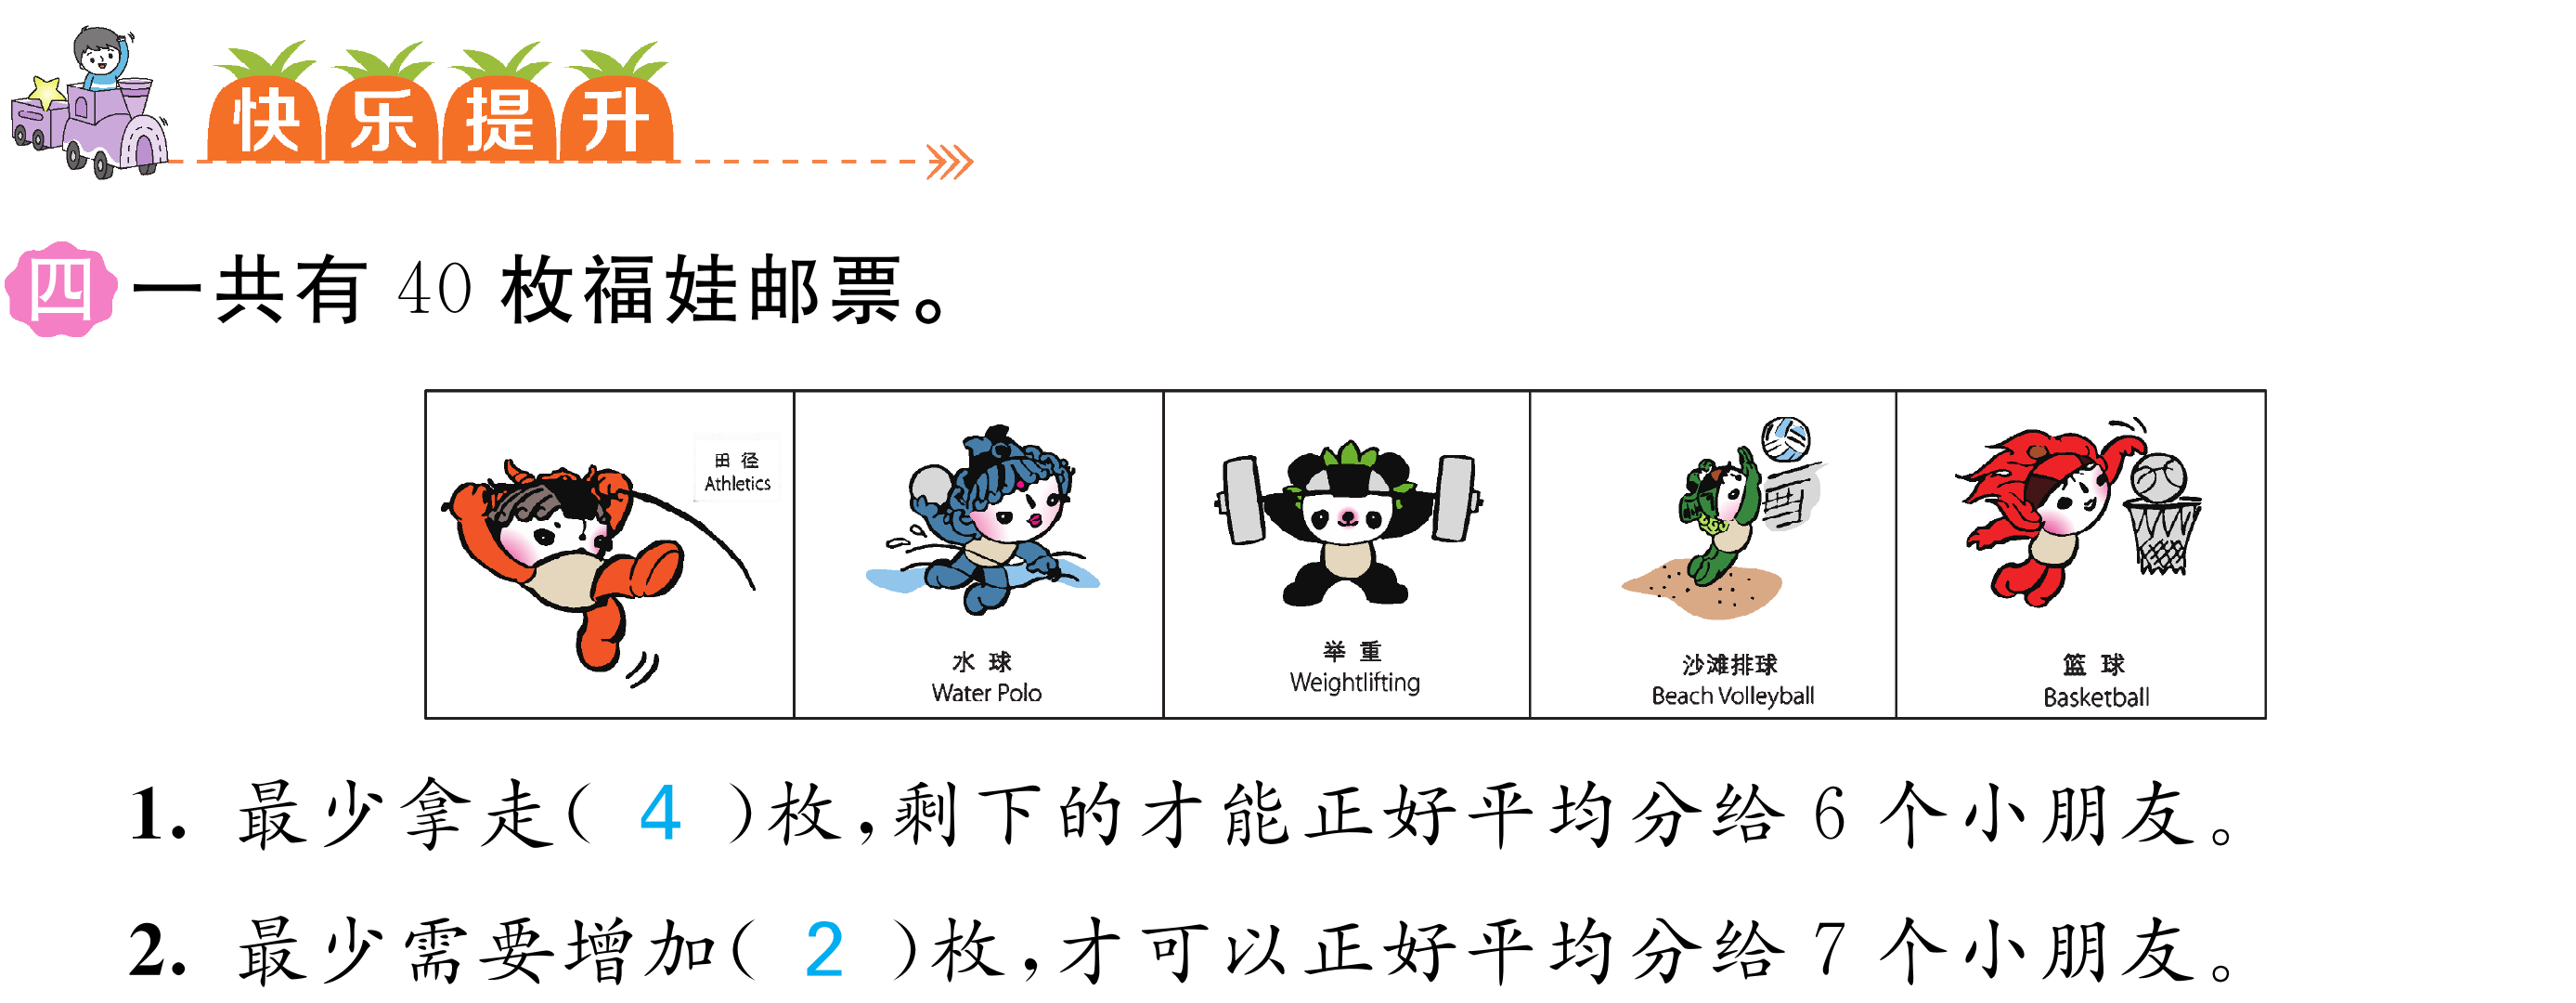 快乐提升
四 一共有 40 枚福娃邮票。
田 径
Athletics
水 球
Water Polo
举 重
Weightlifting
沙滩排球
Beach Volleyball
篮 球
Basketball
1. 最少拿走( 4 )枚,剩下的才能正好平均分给 6 个小朋友。
2. 最少需要增加( 2 )枚,才可以正好平均分给 7 个小朋友。